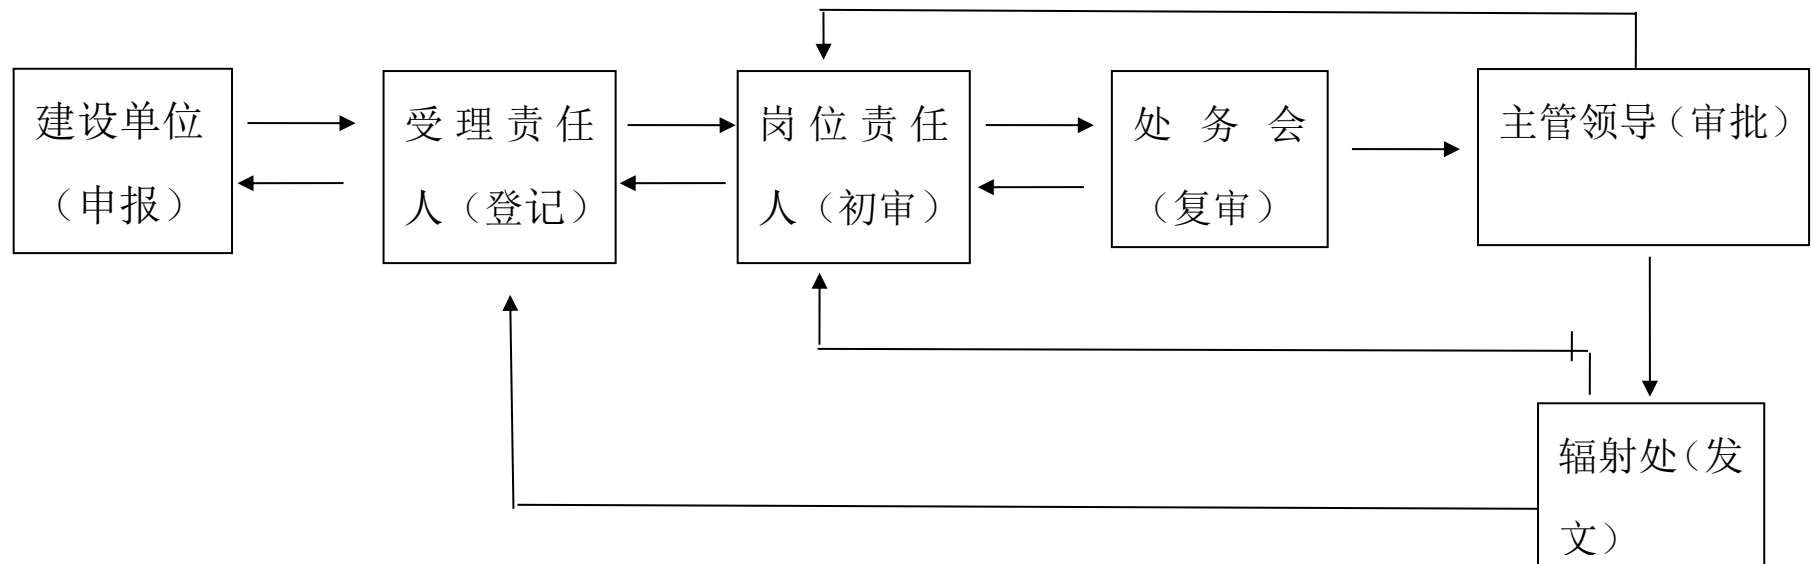 建设单位
（申报）
受理责任
人（登记）
岗位责任
人（初审）
处务会
（复审）
主管领导（审批）
辐射处（发
文）